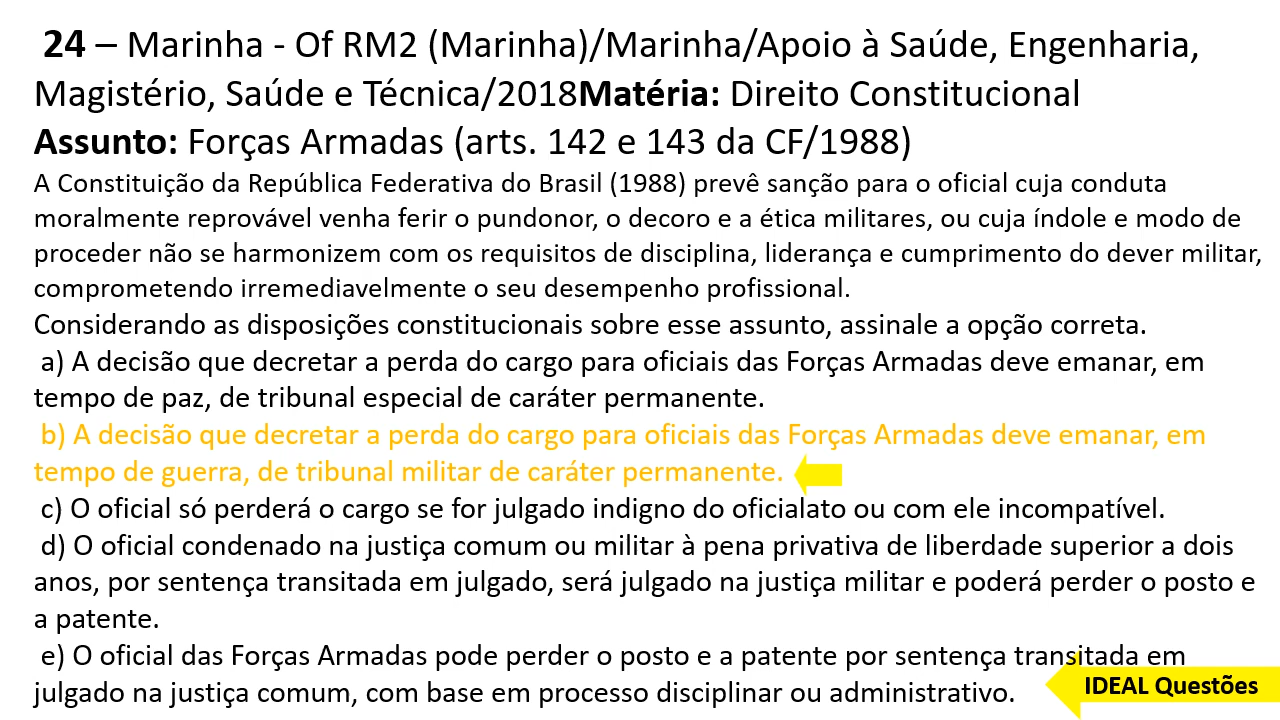 24 – Marinha - Of RM2 (Marinha)/Marinha/Apoio à Saúde, Engenharia,
Magistério, Saúde e Técnica/2018Matéria: Direito Constitucional
Assunto: Forças Armadas (arts. 142 e 143 da CF/1988)
A Constituição da República Federativa do Brasil (1988) prevê sanção para o oficial cuja conduta
moralmente reprovável venha ferir o pundonor, o decoro e a ética militares, ou cuja índole e modo de
proceder não se harmonizem com os requisitos de disciplina, liderança e cumprimento do dever militar,
comprometendo irremediavelmente o seu desempenho profissional.
Considerando as disposições constitucionais sobre esse assunto, assinale a opção correta.
a) A decisão que decretar a perda do cargo para oficiais das Forças Armadas deve emanar, em
tempo de paz, de tribunal especial de caráter permanente.
b) A decisão que decretar a perda do cargo para oficiais das Forças Armadas deve emanar, em
tempo de guerra, de tribunal militar de caráter permanente.
c) O oficial só perderá o cargo se for julgado indigno do oficialato ou com ele incompatível.
d) O oficial condenado na justiça comum ou militar à pena privativa de liberdade superior a dois
anos, por sentença transitada em julgado, será julgado na justiça militar e poderá perder o posto e
a patente.
e) O oficial das Forças Armadas pode perder o posto e a patente por sentença transitada em
julgado na justiça comum, com base em processo disciplinar ou administrativo.
IDEAL Questões